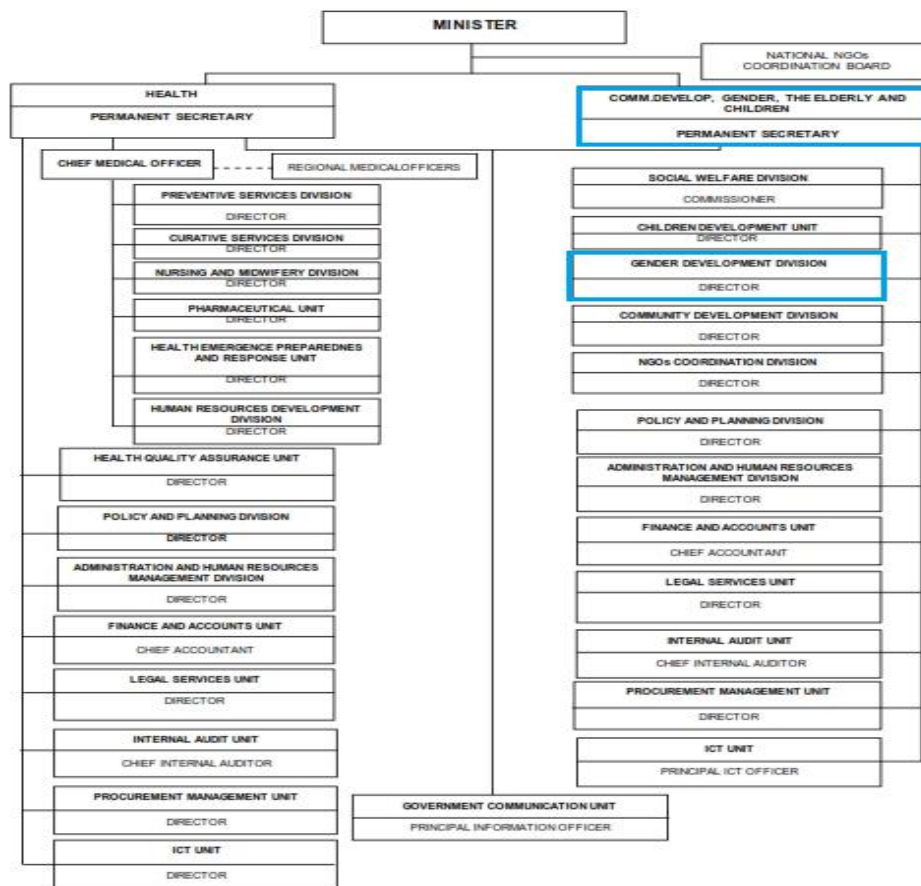 MINISTER
NATIONAL NGOs
COORDINATION BOARD
HEALTH
PERMANENT SECRETARY
COMM.DEVELOP, GENDER, THE ELDERLY AND
CHILDREN
PERMANENT SECRETARY
CHIEF MEDICAL OFFICER
REGIONAL MEDICALOFFICERS
PREVENTIVE SERVICES DIVISION
DIRECTOR
CURATIVE SERVICES DIVISION
DIRECTOR
NURSING AND MIDWIFERY DIVISION
DIRECTOR
PHARMACEUTICAL UNIT
DIRECTOR
HEALTH EMERGENCE PREPAREDNES
AND RESPONSE UNIT
DIRECTOR
HUMAN RESOURCES DEVELOPMENT
DIVISION
DIRECTOR
HEALTH QUALITY ASSURANCE UNIT
DIRECTOR
POLICY AND PLANNING DIVISION
DIRECTOR
ADMINISTRATION AND HUMAN RESOURCES
MANAGEMENT DIVISION
DIRECTOR
FINANCE AND ACCOUNTS UNIT
CHIEF ACCOUNTANT
LEGAL SERVICES UNIT
DIRECTOR
INTERNAL AUDIT UNIT
CHIEF INTERNAL AUDITOR
PROCUREMENT MANAGEMENT UNIT
DIRECTOR
ICT UNIT
DIRECTOR
SOCIAL WELFARE DIVISION
COMMISSIONER
CHILDREN DEVELOPMENT UNIT
DIRECTOR
GENDER DEVELOPMENT DIVISION
DIRECTOR
COMMUNITY DEVELOPMENT DIVISION
DIRECTOR
NGOs COORDINATION DIVISION
DIRECTOR
POLICY AND PLANNING DIVISION
DIRECTOR
ADMINISTRATION AND HUMAN RESOURCES
MANAGEMENT DIVISION
DIRECTOR
FINANCE AND ACCOUNTS UNIT
CHIEF ACCOUNTANT
LEGAL SERVICES UNIT
DIRECTOR
INTERNAL AUDIT UNIT
CHIEF INTERNAL AUDITOR
PROCUREMENT MANAGEMENT UNIT
DIRECTOR
ICT UNIT
PRINCIPAL ICT OFFICER
GOVERNMENT COMMUNICATION UNIT
PRINCIPAL INFORMATION OFFICER